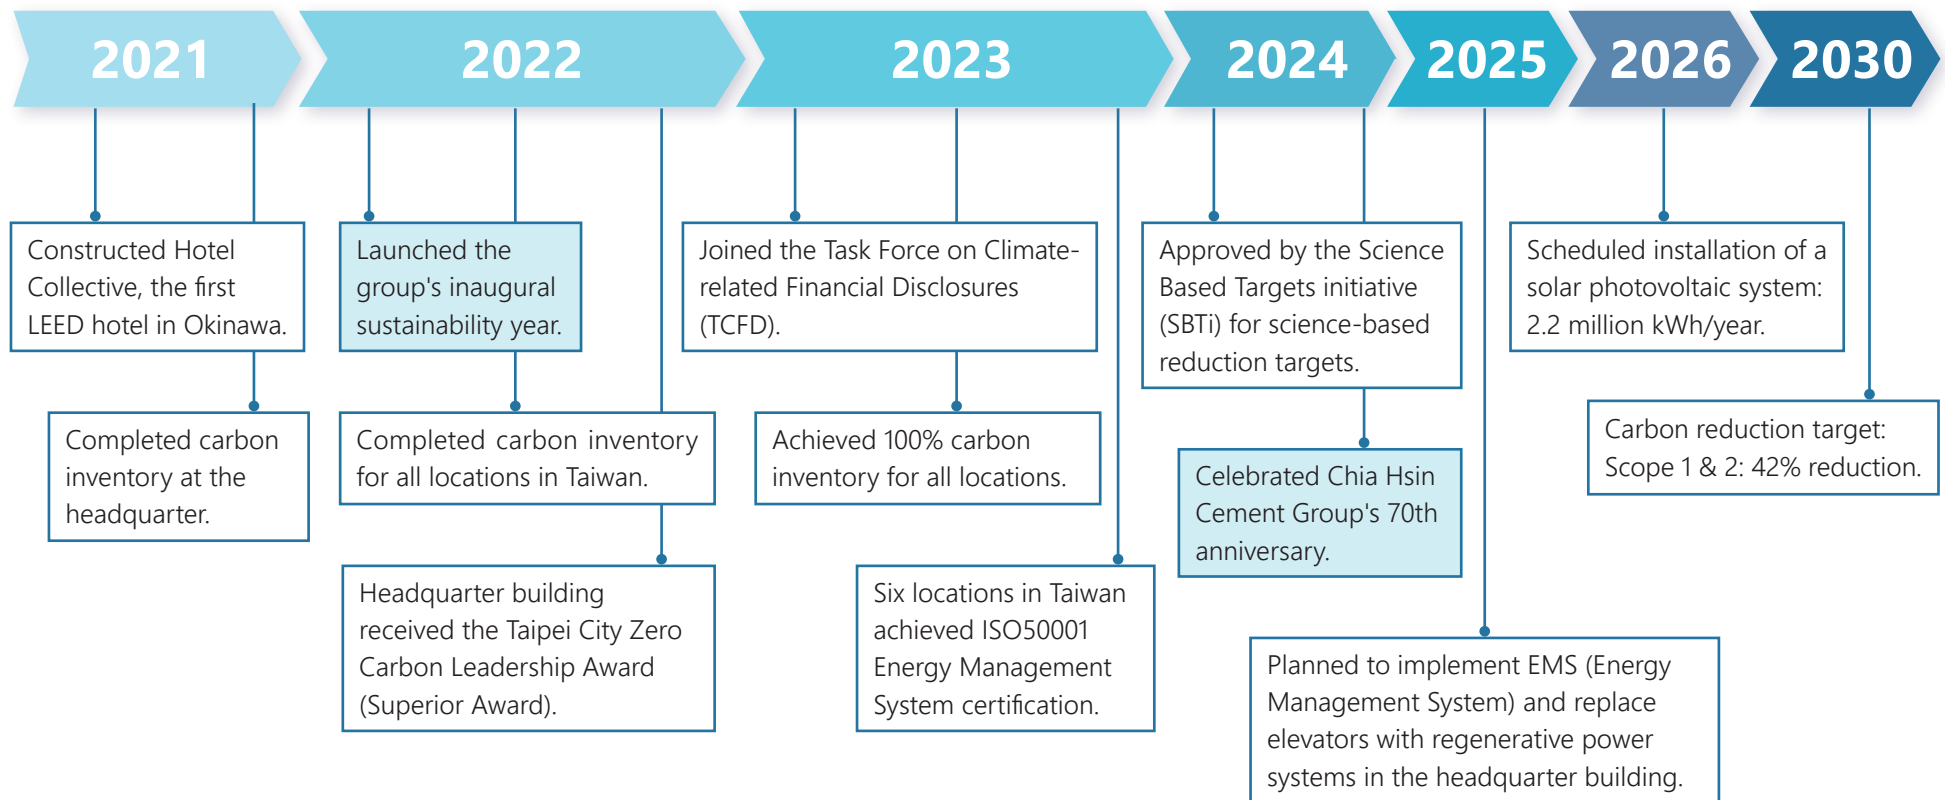 2021
2022
2023
2024
2025
2026
2030
Constructed Hotel
Collective, the first
LEED hotel in Okinawa.
Completed carbon
inventory at the
headquarter.
Launched the
group's inaugural
sustainability year.
Completed carbon inventory
for all locations in Taiwan.
Headquarter building
received the Taipei City Zero
Carbon Leadership Award
(Superior Award).
Joined the Task Force on Climate-
related Financial Disclosures
(TCFD).
Achieved 100% carbon
inventory for all locations.
Six locations in Taiwan
achieved ISO50001
Energy Management
System certification.
Approved by the Science
Based Targets initiative
(SBTi) for science-based
reduction targets.
Celebrated Chia Hsin
Cement Group's 70th
anniversary.
Planned to implement EMS (Energy
Management System) and replace
elevators with regenerative power
systems in the headquarter building.
Scheduled installation of a
solar photovoltaic system:
2.2 million kWh/year.
Carbon reduction target:
Scope 1 & 2: 42% reduction.